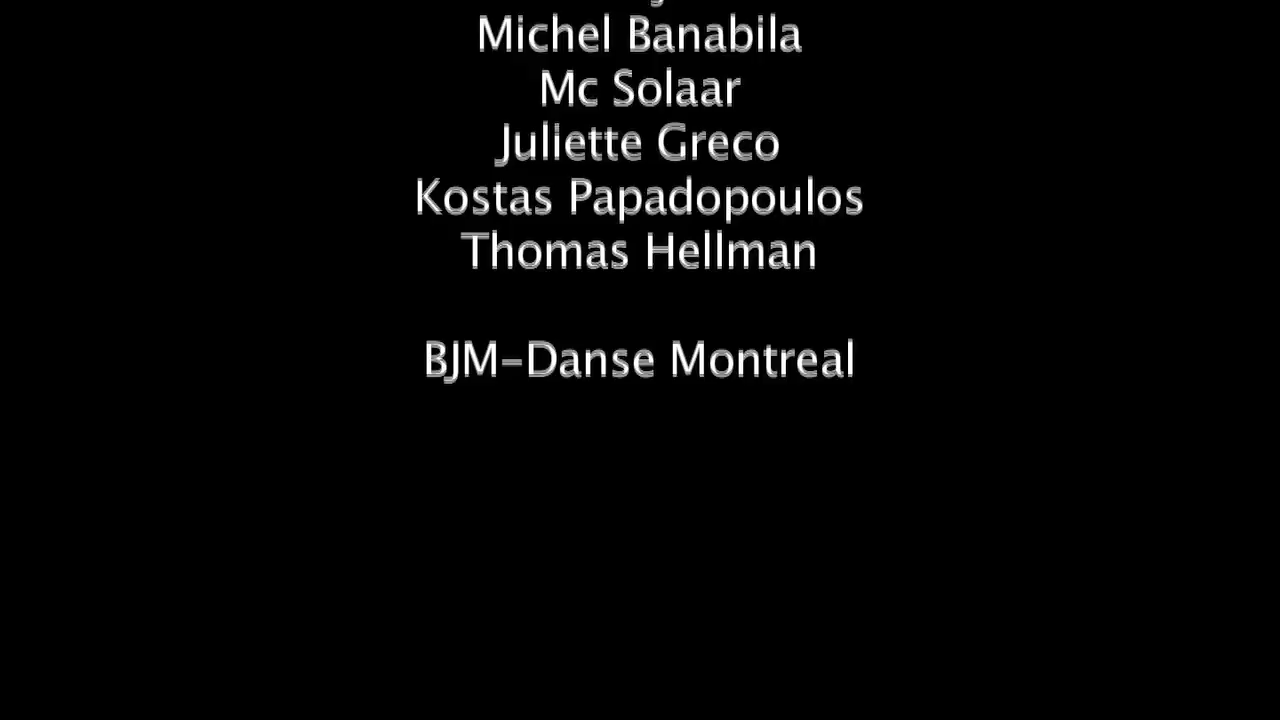 Michel Banabila
Mc Solaar
Juliette Greco
Kostas Papadopoulos
Thomas Hellman
BJM-Danse Montreal